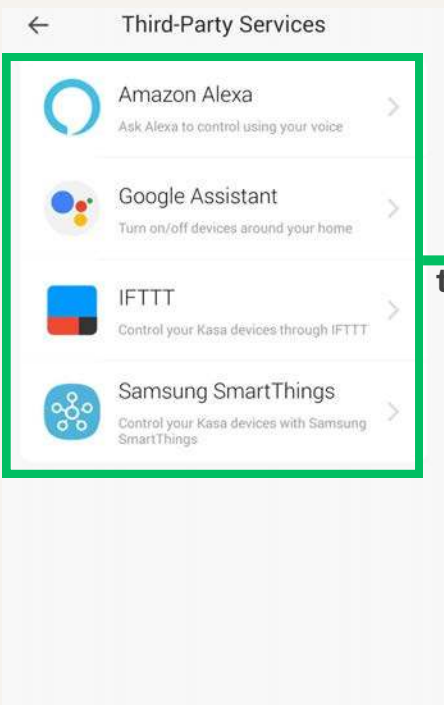 Third-Party Services
Amazon Alexa
Ask Alexa to control using your voice
Google Assistant
Turn on/off devices around your home
IFTTT
Control your Kasa devices through IFTTT
Samsung SmartThings
Control your Kasa devices with Samsung
SmartThings